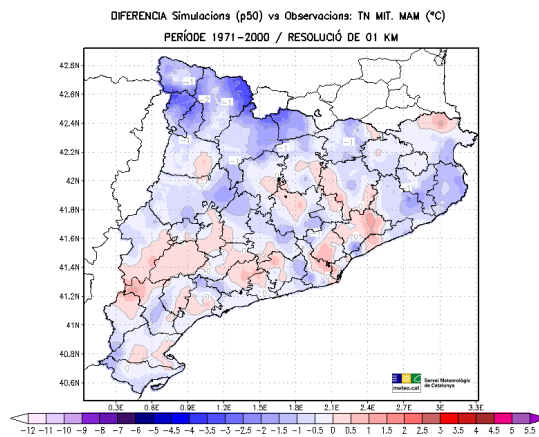 DIFERENCIA Simulacions (p50) vs Observacions: TN MIT. MAM (°C)
PERÍODE 1971-2000 / RESOLUCIÓ DE 01 KM
42.8N
42.6N
42.4N
42.2N
42N
41.8N
41.6N
41.4N
41.2N
41N
40.8N
40.6N
0.3E 0.6E 0.9E 1.2E 1.5E 1.8E 2.1E 2.4E 2.7E 3E 3.3E
meteo.cat
Servei Meteorològic
de Catalunya
-12 -11 -10 -9 -8 -7 -6 -5 -4.5 -4 -3.5 -3 -2.5 -2 -1.5 -1 -0.5 0 0.5 1 1.5 2 2.5 3 3.5 4 4.5 5 5.5